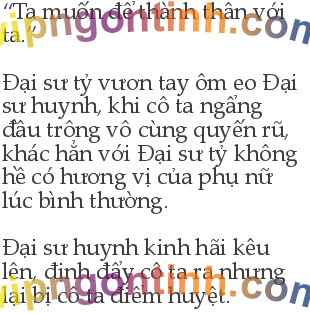 “Ta muốn để thành thân với
ta.”
Đại sư tỷ vươn tay ôm eo Đại
sư huynh, khi cô ta ngẩng
đầu trông vô cùng quyến rũ,
khác hẳn với Đại sư tỷ không
hề có hương vị của phụ nữ
lúc bình thường.
Đại sư huynh kinh hãi kêu
lên, định đẩy cô ta ra nhưng
lại bị cô ta điểm huyệt.
vipngontinh.com
vipngontinh.com